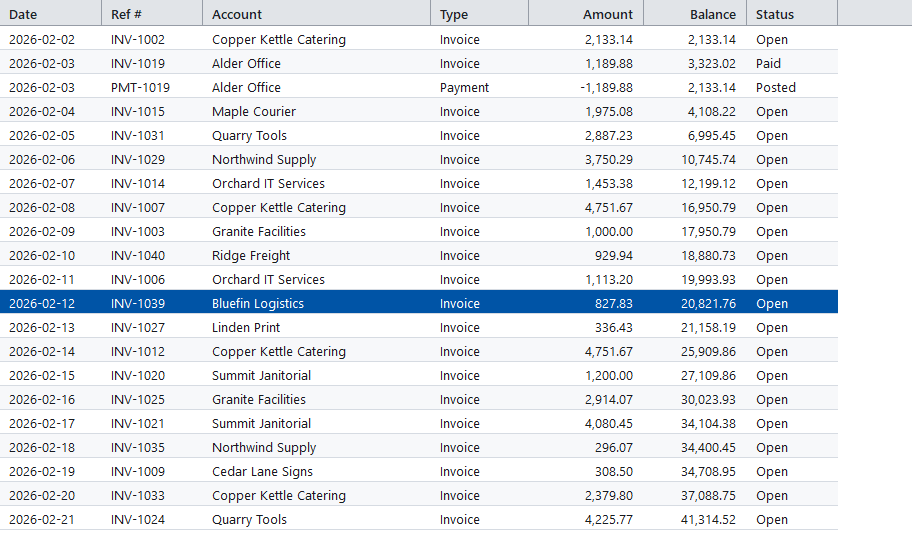 Date Ref # Account Type Amount Balance Status
2026-02-02 INV-1002 Copper Kettle Catering Invoice 2,133.14 2,133.14 Open
2026-02-03 INV-1019 Alder Office Invoice 1,189.88 3,323.02 Paid
2026-02-03 PMT-1019 Alder Office Payment -1,189.88 2,133.14 Posted
2026-02-04 INV-1015 Maple Courier Invoice 1,975.08 4,108.22 Open
2026-02-05 INV-1031 Quarry Tools Invoice 2,887.23 6,995.45 Open
2026-02-06 INV-1029 Northwind Supply Invoice 3,750.29 10,745.74 Open
2026-02-07 INV-1014 Orchard IT Services Invoice 1,453.38 12,199.12 Open
2026-02-08 INV-1007 Copper Kettle Catering Invoice 4,751.67 16,950.79 Open
2026-02-09 INV-1003 Granite Facilities Invoice 1,000.00 17,950.79 Open
2026-02-10 INV-1040 Ridge Freight Invoice 929.94 18,880.73 Open
2026-02-11 INV-1006 Orchard IT Services Invoice 1,113.20 19,993.93 Open
2026-02-12 INV-1039 Bluefin Logistics Invoice 827.83 20,821.76 Open
2026-02-13 INV-1027 Linden Print Invoice 336.43 21,158.19 Open
2026-02-14 INV-1012 Copper Kettle Catering Invoice 4,751.67 25,909.86 Open
2026-02-15 INV-1020 Summit Janitorial Invoice 1,200.00 27,109.86 Open
2026-02-16 INV-1025 Granite Facilities Invoice 2,914.07 30,023.93 Open
2026-02-17 INV-1021 Summit Janitorial Invoice 4,080.45 34,104.38 Open
2026-02-18 INV-1035 Northwind Supply Invoice 296.07 34,400.45 Open
2026-02-19 INV-1009 Cedar Lane Signs Invoice 308.50 34,708.95 Open
2026-02-20 INV-1033 Copper Kettle Catering Invoice 2,379.80 37,088.75 Open
2026-02-21 INV-1024 Quarry Tools Invoice 4,225.77 41,314.52 Open